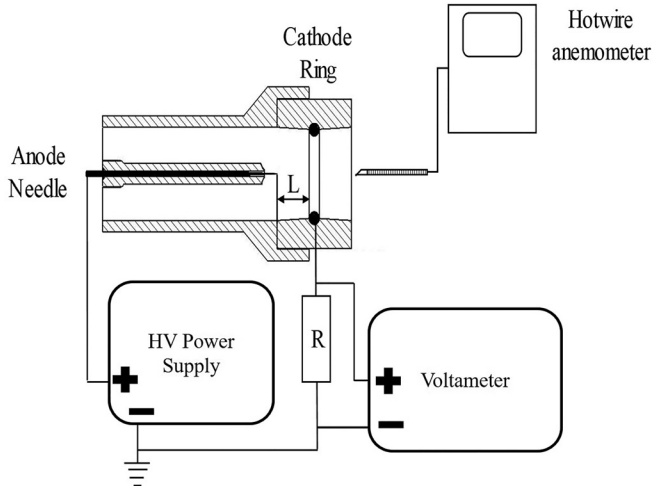 Cathode
Ring
Hotwire
anemometer
Anode
Needle
L
HV Power
Supply
R
Voltameter